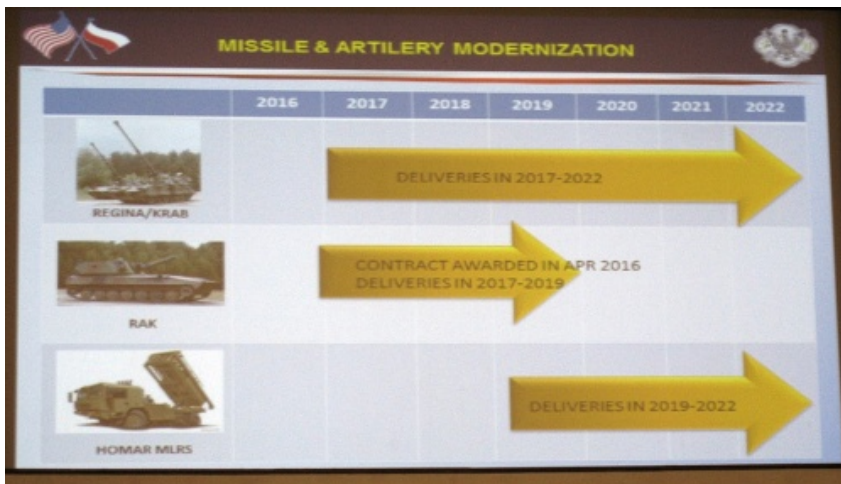 MISSILE & ARTILERY MODERNIZATION
2016 2017 2018 2019 2020 2021 2022
DELIVERIES IN 2017-2022
REGINA/KRAB
CONTRACT AWARDED IN APR 2016
DELIVERIES IN 2017-2019
RAK
DELIVERIES IN 2019-2022
HOMAR MLRS